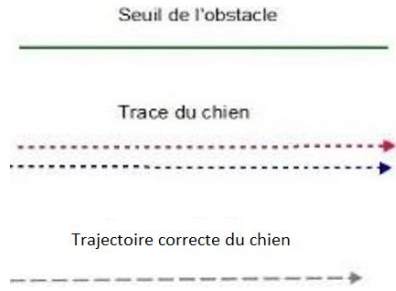 Seuil de l'obstacle
Trace du chien
Trajectoire correcte du chien